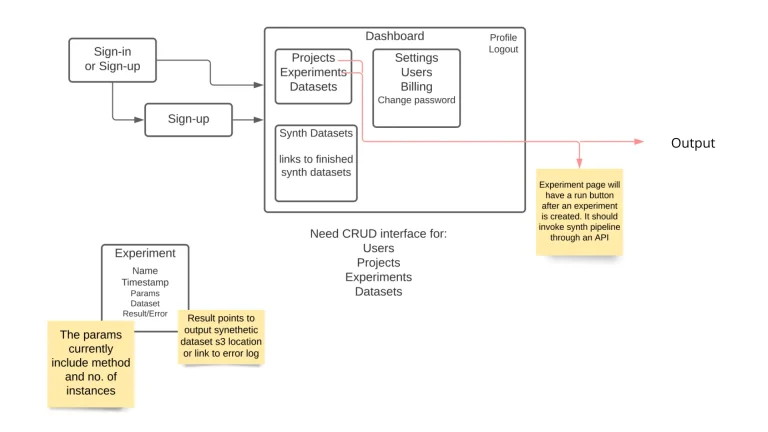 Sign-in
or Sign-up
Sign-up
Dashboard
Profile
Logout
Projects
Experiments
Datasets
Settings
Users
Billing
Change password
Synth Datasets
links to finished
synth datasets
Output
Experiment page will
have a run button
after an experiment
is created. It should
invoke synth pipeline
through an API
Need CRUD interface for:
Users
Projects
Experiments
Datasets
Experiment
Name
Timestamp
Params
Dataset
Result/Error
Result points to
output synethetic
dataset s3 location
or link to error log
The params
currently
include method
and no. of
instances